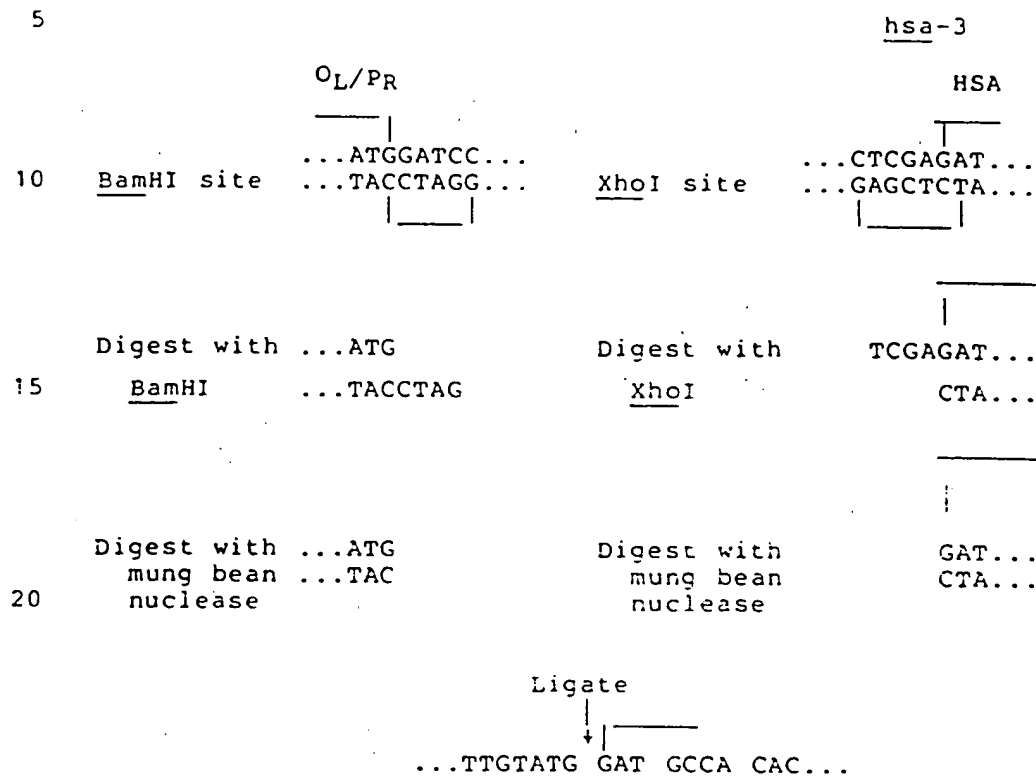 5
hsa-3
OL/PR HSA
...ATGGATCC... ...CTCGAGAT...
10 BamHI site ...TACCTAGG... XhoI site ...GAGCTCTA...
Digest with ...ATG Digest with TCGAGAT...
15 BamHI ...TACCTAG XhoI CTA...
Digest with ...ATG Digest with GAT...
mung bean ...TAC mung bean CTA...
20 nuclease nuclease
Ligate
...TTGTATG GAT GCCA CAC...